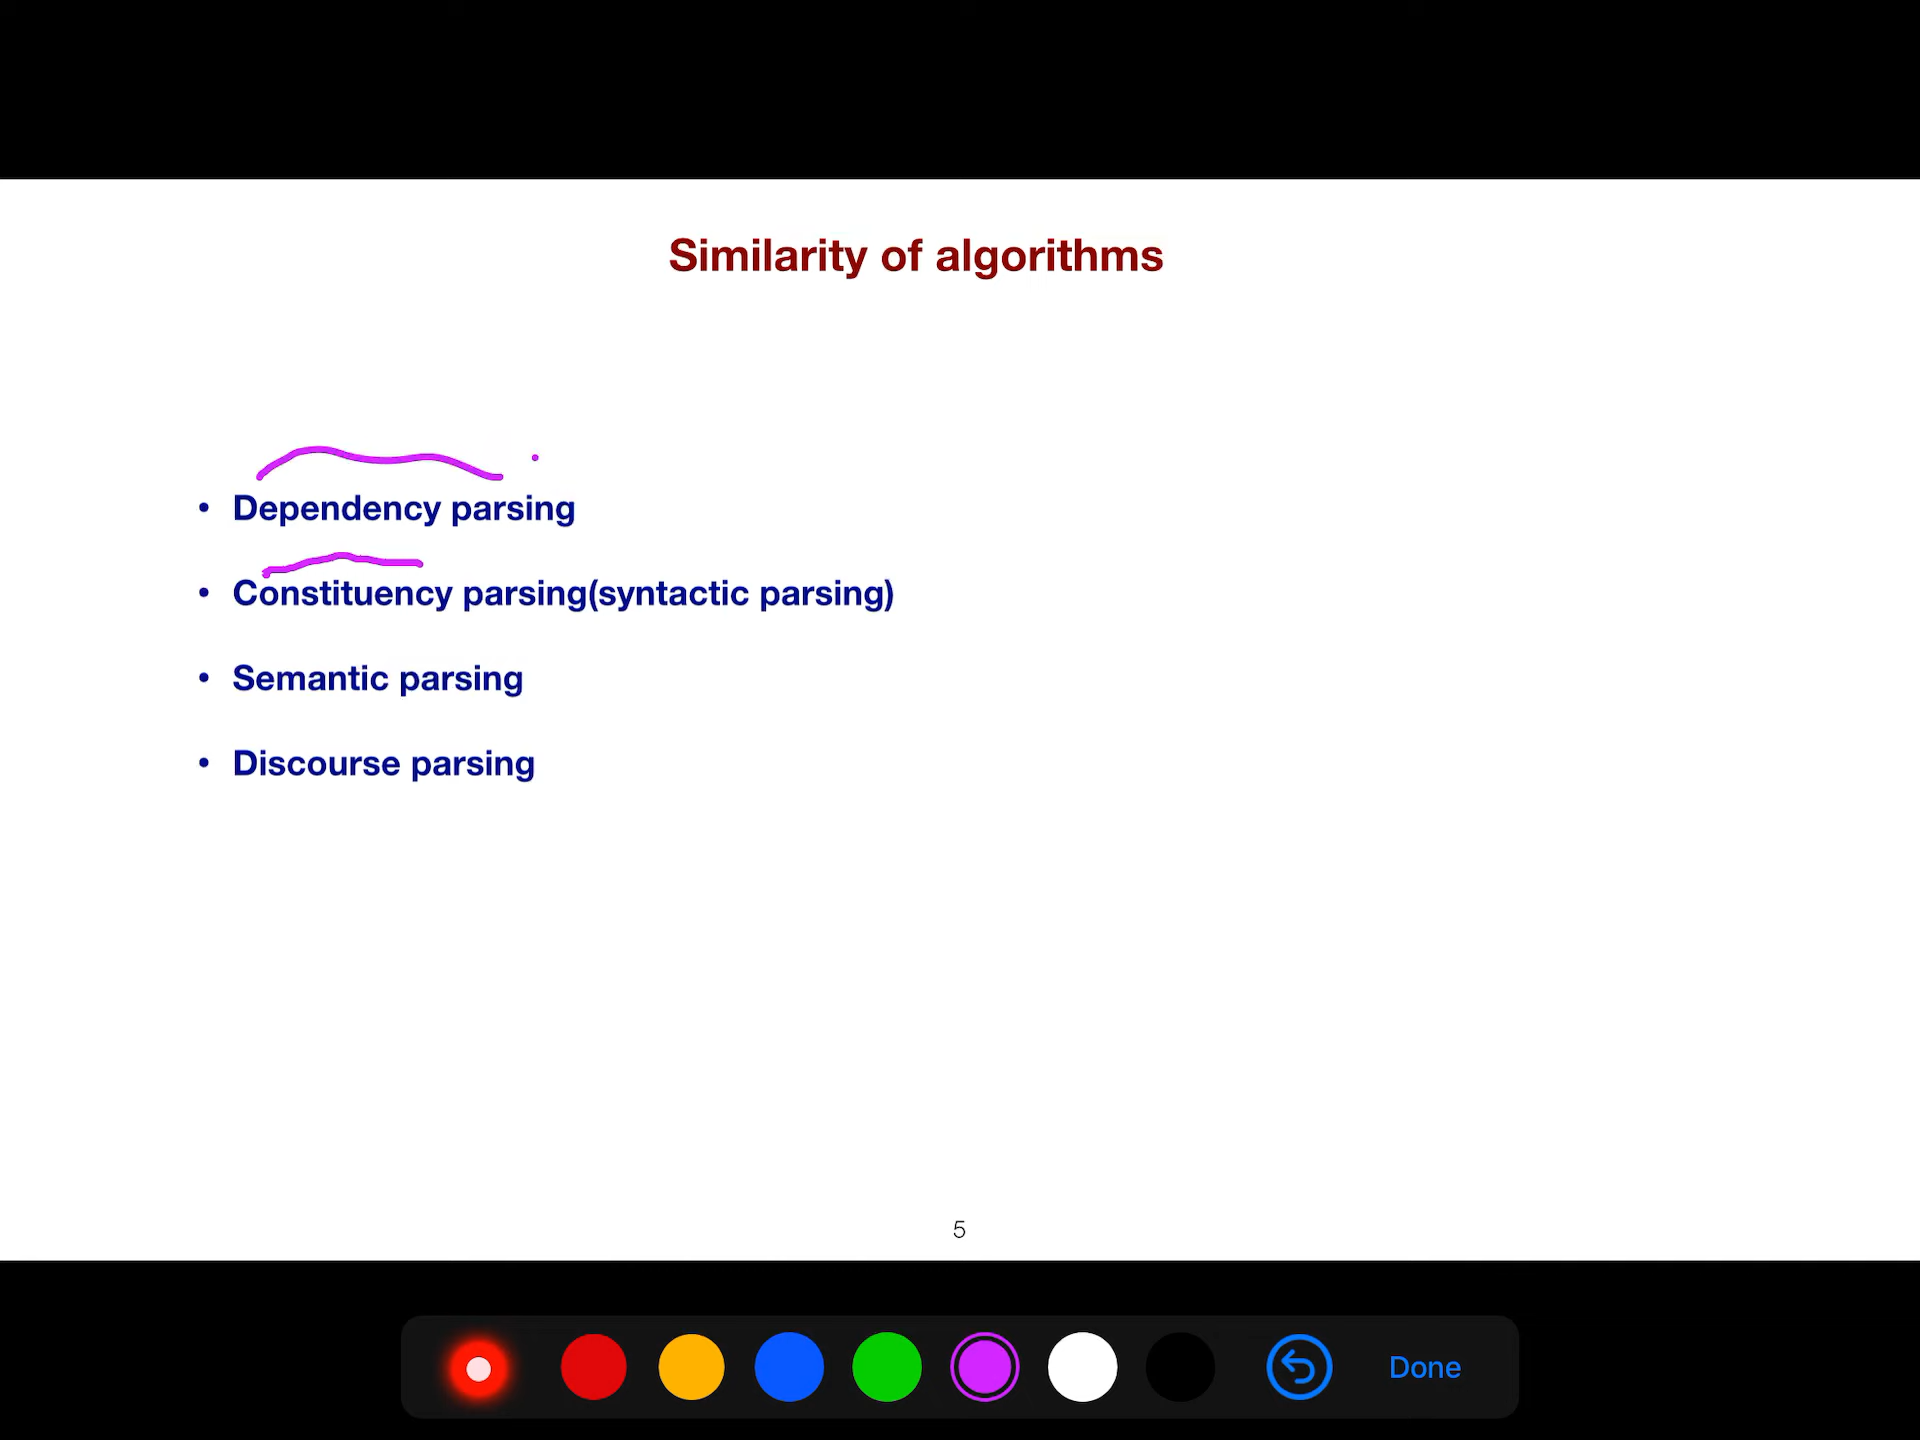 Similarity of algorithms
• Dependency parsing
• Constituency parsing(syntactic parsing)
• Semantic parsing
• Discourse parsing
5
Done